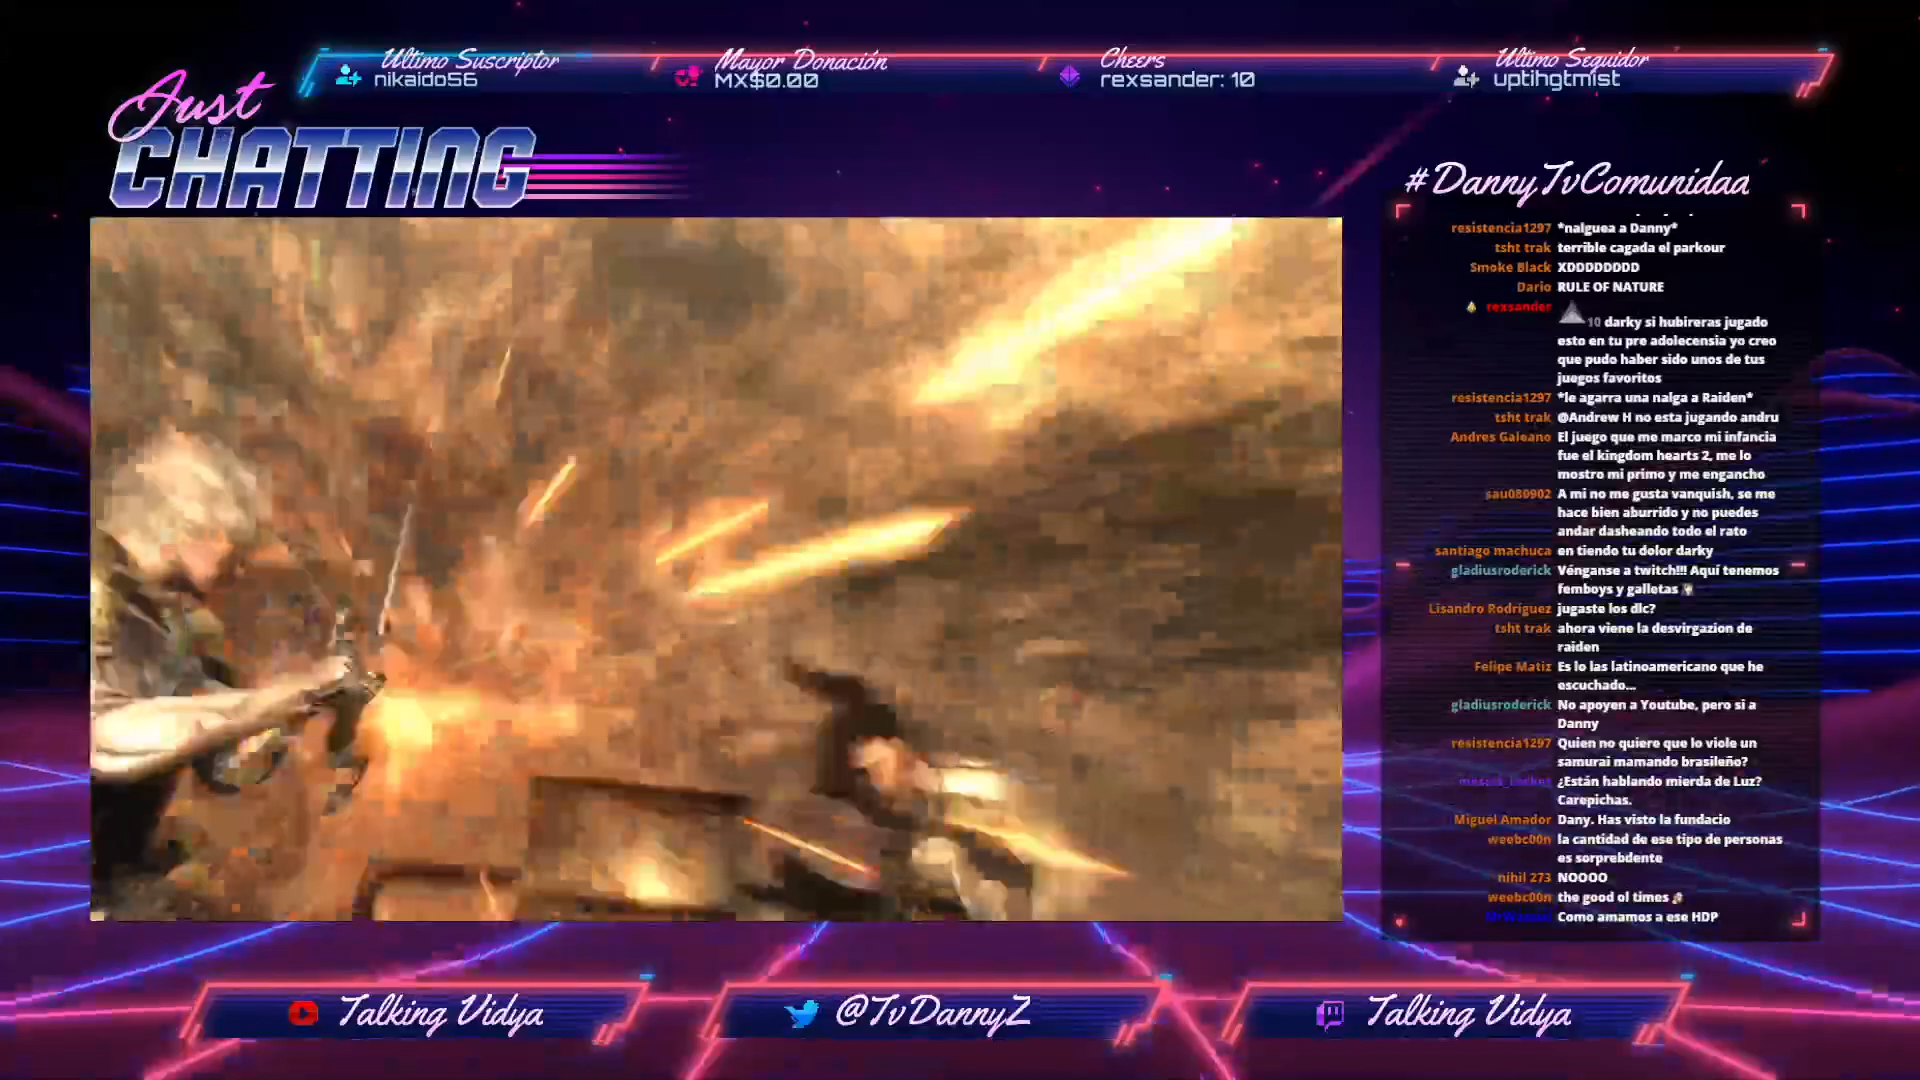 Ultimo Suscriptor
nikaido56
Mayor Donación
MX$0.00
Cheers
rexsander: 10
Ultimo Seguidor
uptihgtmist
Just
CHATTING
#DannyTvComunidad
resistencia1297 *nalguea a Danny*
tsht trak terrible cagada el parkour
Smoke Black XDDDDDDDD
Dario RULE OF NATURE
rexsander
10 darky si hubireras jugado
esto en tu pre adolecensia yo creo
que pudo haber sido unos de tus
juegos favoritos
resistencia1297 *le agarra una nalga a Raiden*
tsht trak @Andrew H no esta jugando andru
Andres Galeano El juego que me marco mi infancia
fue el kingdom hearts 2, me lo
mostro mi primo y me engancho
sau080902 A mi no me gusta vanquish, se me
hace bien aburrido y no puedes
andar dasheando todo el rato
santiago machuca en tiendo tu dolor darky
gladiusroderick Vénganse a twitch!!! Aquí tenemos
femboys y galletas
Lisandro Rodríguez jugaste los dlc?
tsht trak ahora viene la desvirgazion de
raiden
Felipe Matiz Es lo las latinoamericano que he
escuchado...
gladiusroderick No apoyen a Youtube, pero si a
Danny
resistencia1297 Quien no quiere que lo viole un
samurai mamando brasileño?
¿Están hablando mierda de Luz?
Carepichas.
Miguel Amador Dany. Has visto la fundacio
weebc00n la cantidad de ese tipo de personas
es sorprebdente
nihil 273 NOOOO
weebc00n the good ol times
Como amamos a ese HDP
Talking Vidya
@TvDannyZ
Talking Vidya